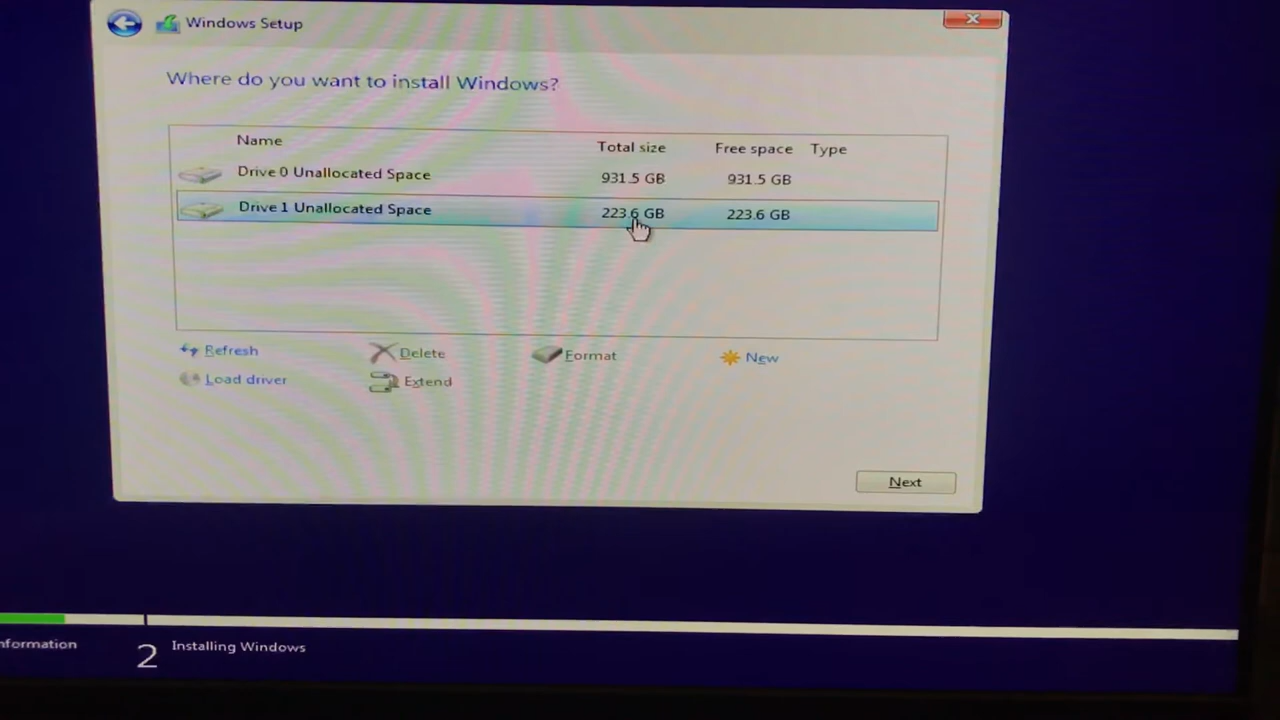 Windows Setup
Where do you want to install Windows?
Name Total size Free space Type
Drive 0 Unallocated Space 931.5 GB 931.5 GB
Drive 1 Unallocated Space 223.6 GB 223.6 GB
Refresh Delete Format New
Load driver Extend
Next
nformation 2 Installing Windows